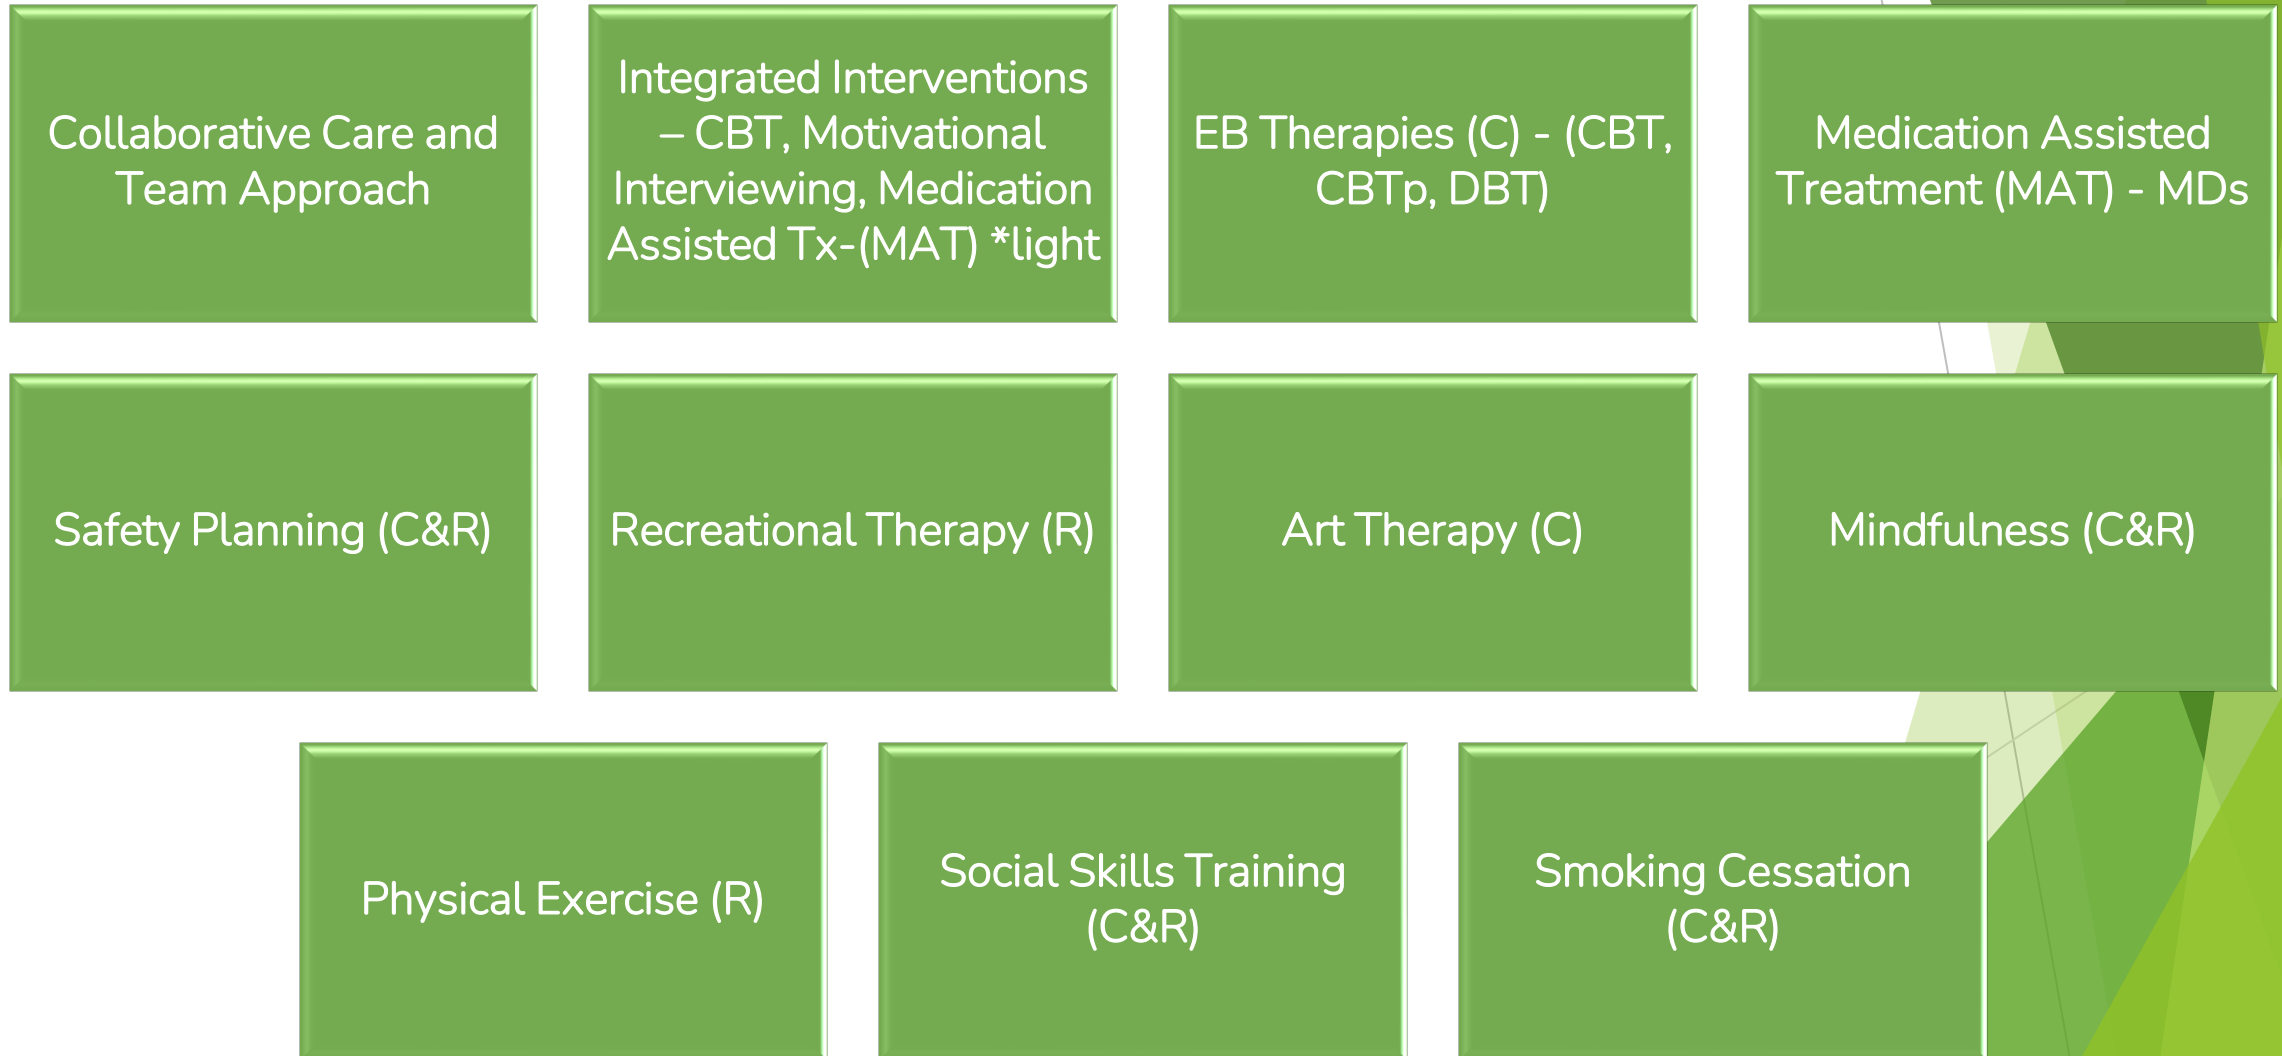 Collaborative Care and
Team Approach
Integrated Interventions
– CBT, Motivational
Interviewing, Medication
Assisted Tx-(MAT) *light
EB Therapies (C) - (CBT,
CBTp, DBT)
Medication Assisted
Treatment (MAT) - MDs
Safety Planning (C&R)
Recreational Therapy (R)
Art Therapy (C)
Mindfulness (C&R)
Physical Exercise (R)
Social Skills Training
(C&R)
Smoking Cessation
(C&R)